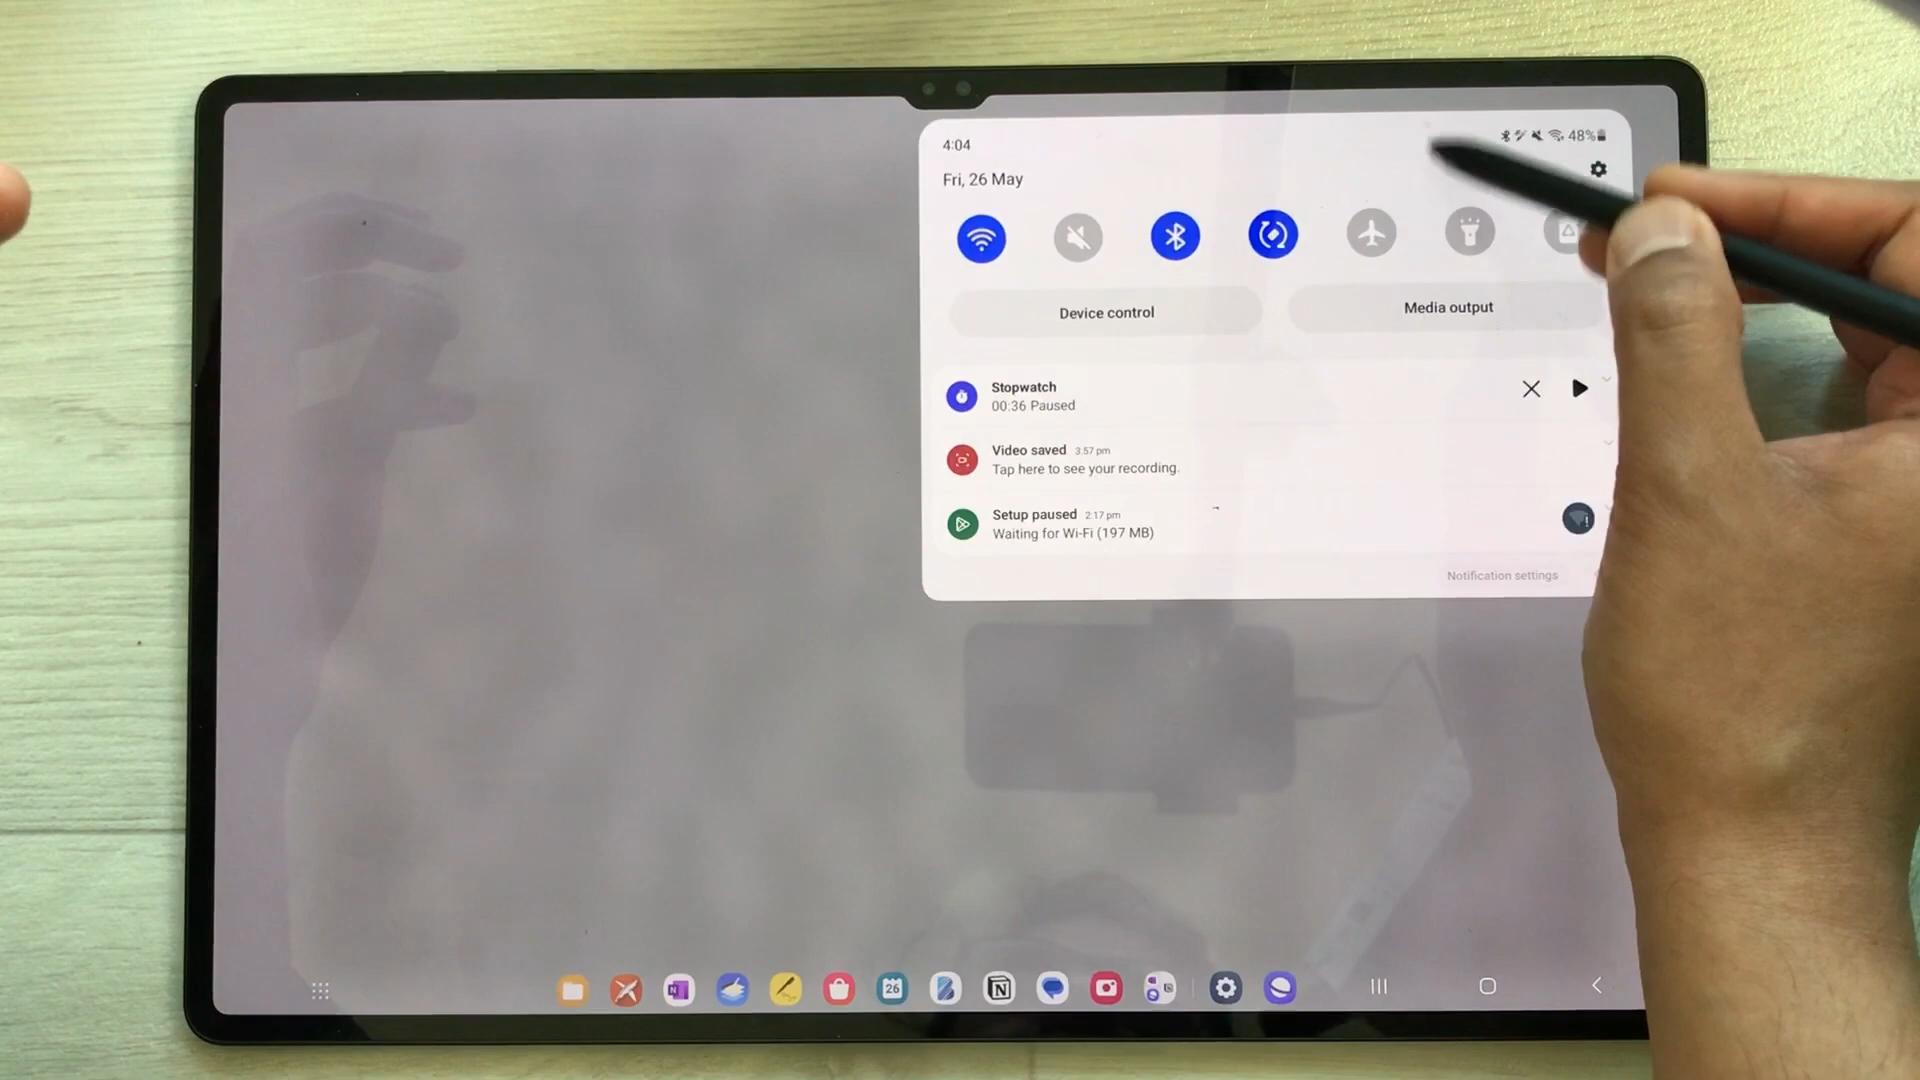 4:04
48%
Fri, 26 May
Device control
Media output
Stopwatch
00:36 Paused
Video saved 3:57 pm
Tap here to see your recording.
Setup paused 2:17 pm
Waiting for Wi-Fi (197 MB)
Notification settings
N
26
N